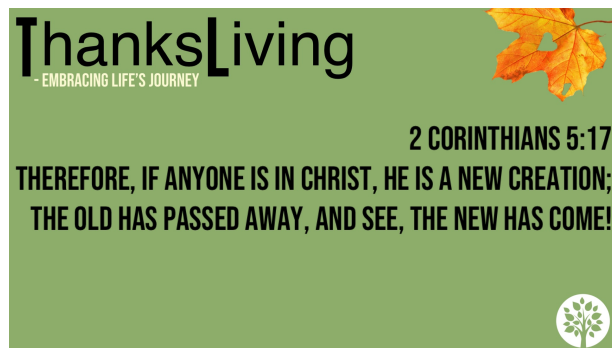 ThanksLiving
- EMBRACING LIFE'S JOURNEY
2 CORINTHIANS 5:17
THEREFORE, IF ANYONE IS IN CHRIST, HE IS A NEW CREATION;
THE OLD HAS PASSED AWAY, AND SEE, THE NEW HAS COME!